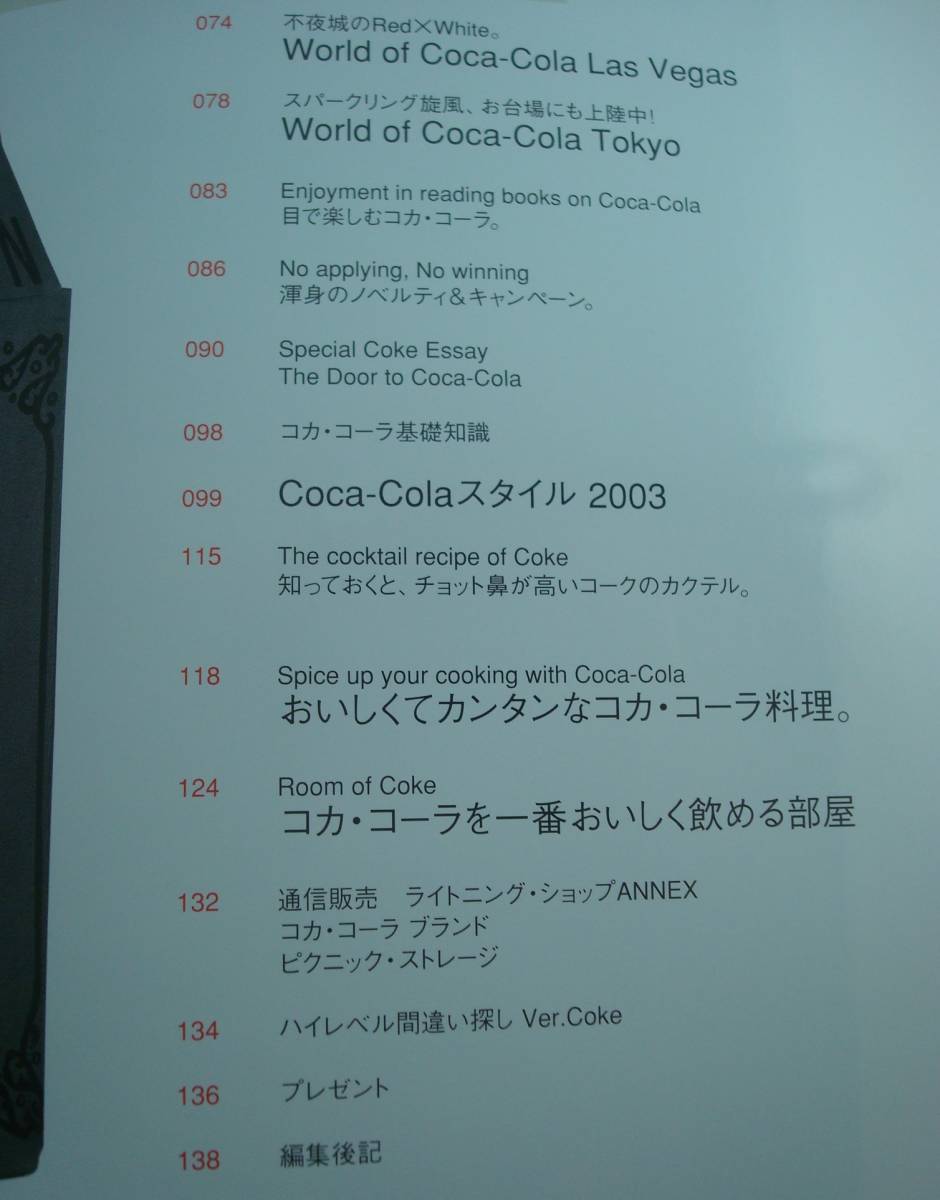 074 不夜城のRed×White。
World of Coca-Cola Las Vegas
078 スパークリング旋風、お台場にも上陸中!
World of Coca-Cola Tokyo
083 Enjoyment in reading books on Coca-Cola
目で楽しむコカ・コーラ。
086 No applying, No winning
渾身のノベルティ&キャンペーン。
090 Special Coke Essay
The Door to Coca-Cola
098 コカ・コーラ基礎知識
099 Coca-Colaスタイル 2003
115 The cocktail recipe of Coke
知っておくと、チョット鼻が高いコークのカクテル。
118 Spice up your cooking with Coca-Cola
おいしくてカンタンなコカ・コーラ料理。
124 Room of Coke
コカ・コーラを一番おいしく飲める部屋
132 通信販売　ライトニング・ショップANNEX
コカ・コーラ ブランド
ピクニック・ストレージ
134 ハイレベル間違い探し Ver.Coke
136 プレゼント
138 編集後記